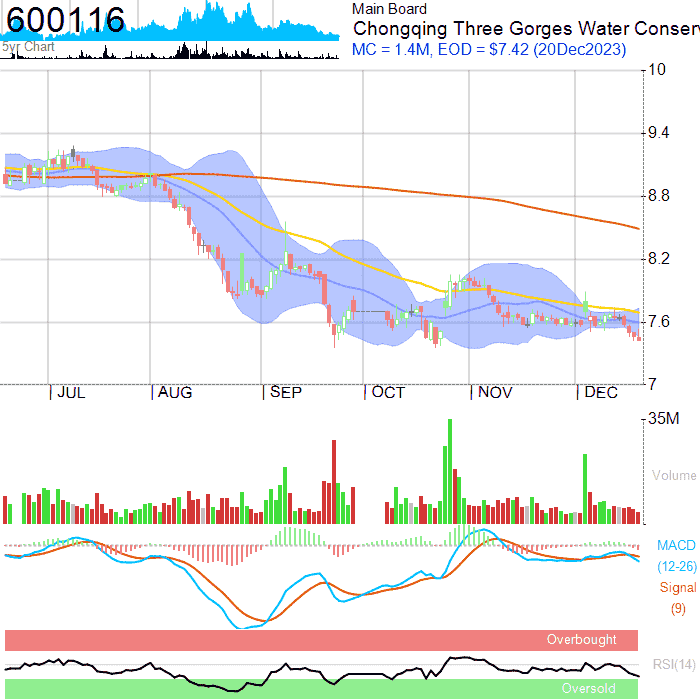 600116
5yr Chart
Main Board
Chongqing Three Gorges Water Conserv
MC = 1.4M, EOD = $7.42 (20Dec2023)
10
9.4
8.8
8.2
7.6
7
JUL AUG SEP OCT NOV DEC
35M
Volume
MACD
(12-26)
Signal
(9)
Overbought
RSI(14)
Oversold